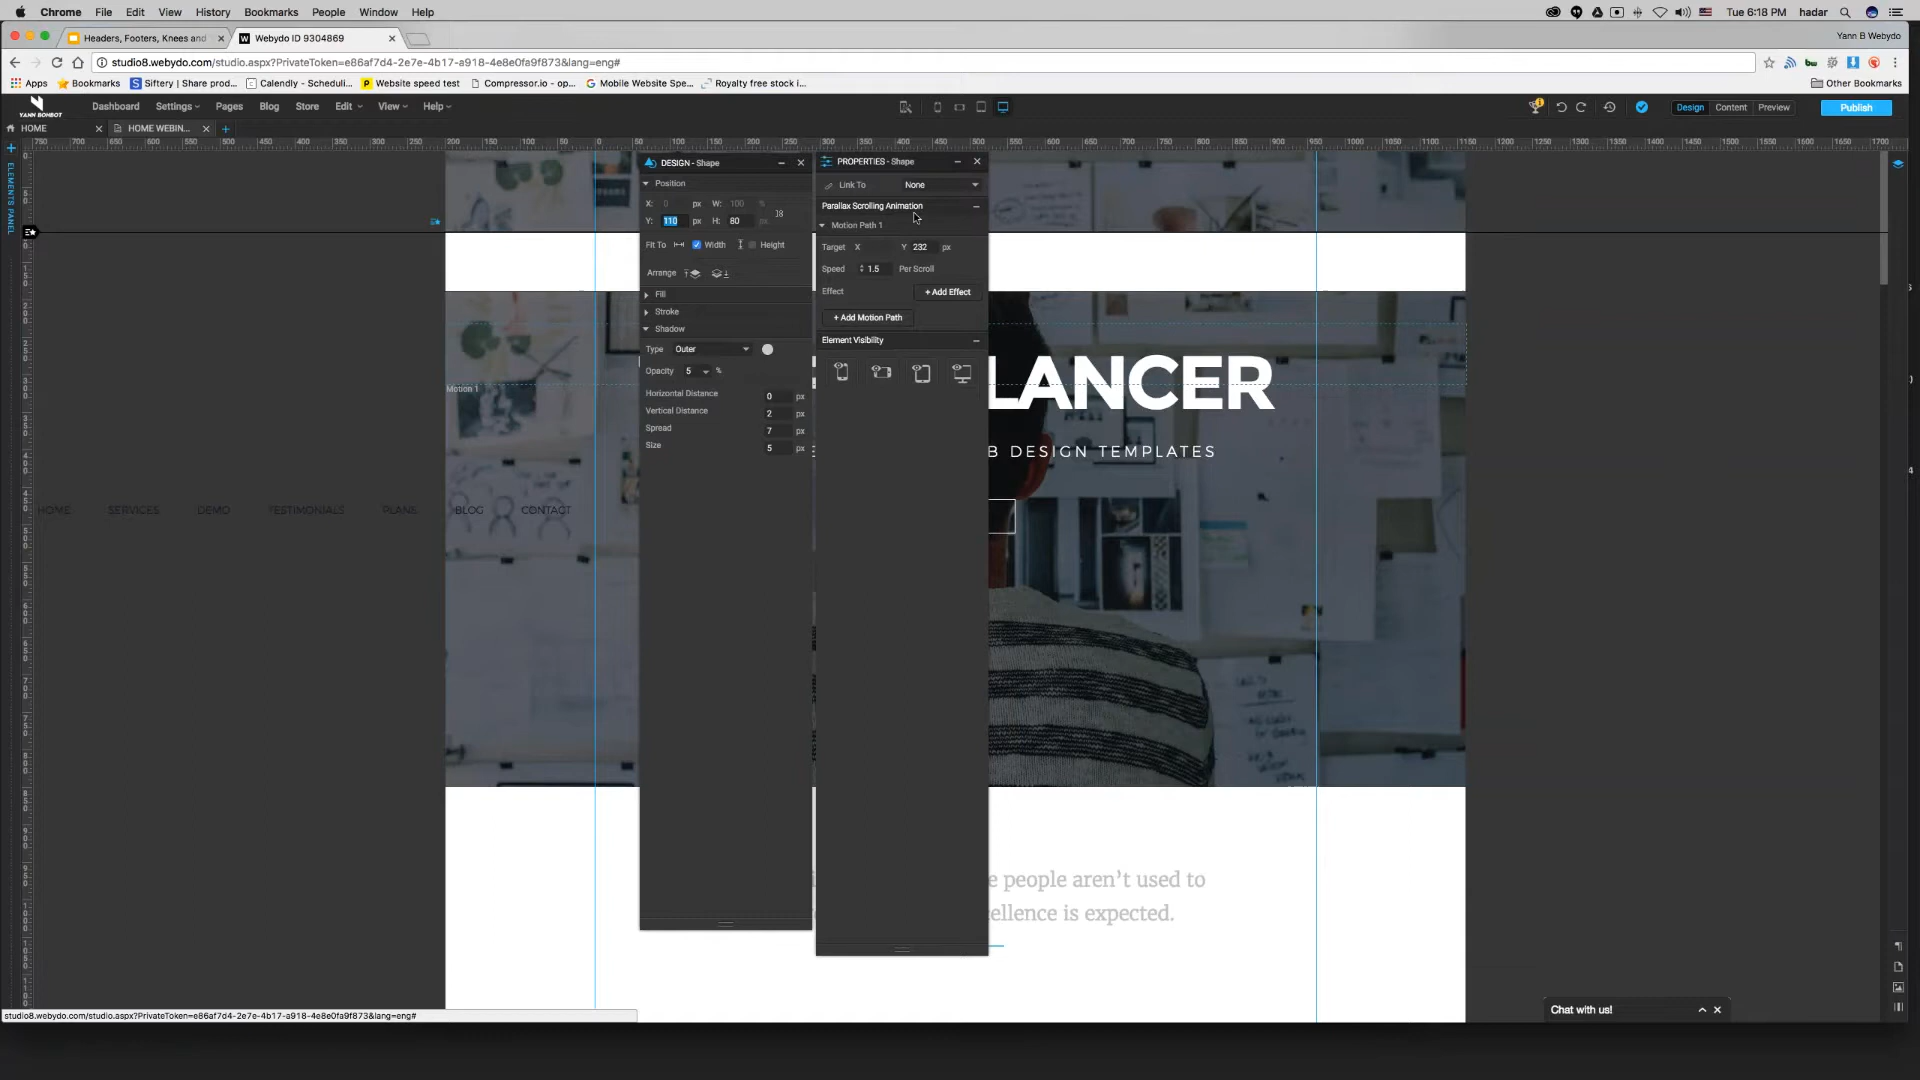 Chrome File Edit View History Bookmarks People Window Help
Tue 6:18 PM hadar
Headers, Footers, Knees and
Webydo ID 9304869
Yann B Webydo
studio8.webydo.com/studio.aspx?PrivateToken=e86af7d4-2e7e-4b17-a918-4e8e0fa9f873&lang=eng#
Apps Bookmarks Siftery | Share prod... Calendly - Scheduli... Website speed test Compressor.io - op... Mobile Website Spe... Royalty free stock i...
Other Bookmarks
YANN BONBOT
Dashboard Settings Pages Blog Store Edit View Help
Design Content Preview Publish
HOME
HOME WEBIN...
ELEMENTS PANEL
DESIGN - Shape
Position
X: 0 px W: 100 %
Y: 110 px H: 80 px
Fit To Width Height
Arrange
Fill
Stroke
Shadow
Type Outer
Opacity 5 %
Horizontal Distance 0 px
Vertical Distance 2 px
Spread 7 px
Size 5 px
PROPERTIES - Shape
Link To None
Parallax Scrolling Animation
Motion Path 1
Target X Y 232 px
Speed 1.5 Per Scroll
Effect + Add Effect
+ Add Motion Path
Element Visibility
Motion 1
LANCER
B DESIGN TEMPLATES
HOME SERVICES DEMO TESTIMONIALS PLANS BLOG CONTACT
e people aren't used to
cellence is expected.
Chat with us!
studio8.webydo.com/studio.aspx?PrivateToken=e86af7d4-2e7e-4b17-a918-4e8e0fa9f873&lang=eng#